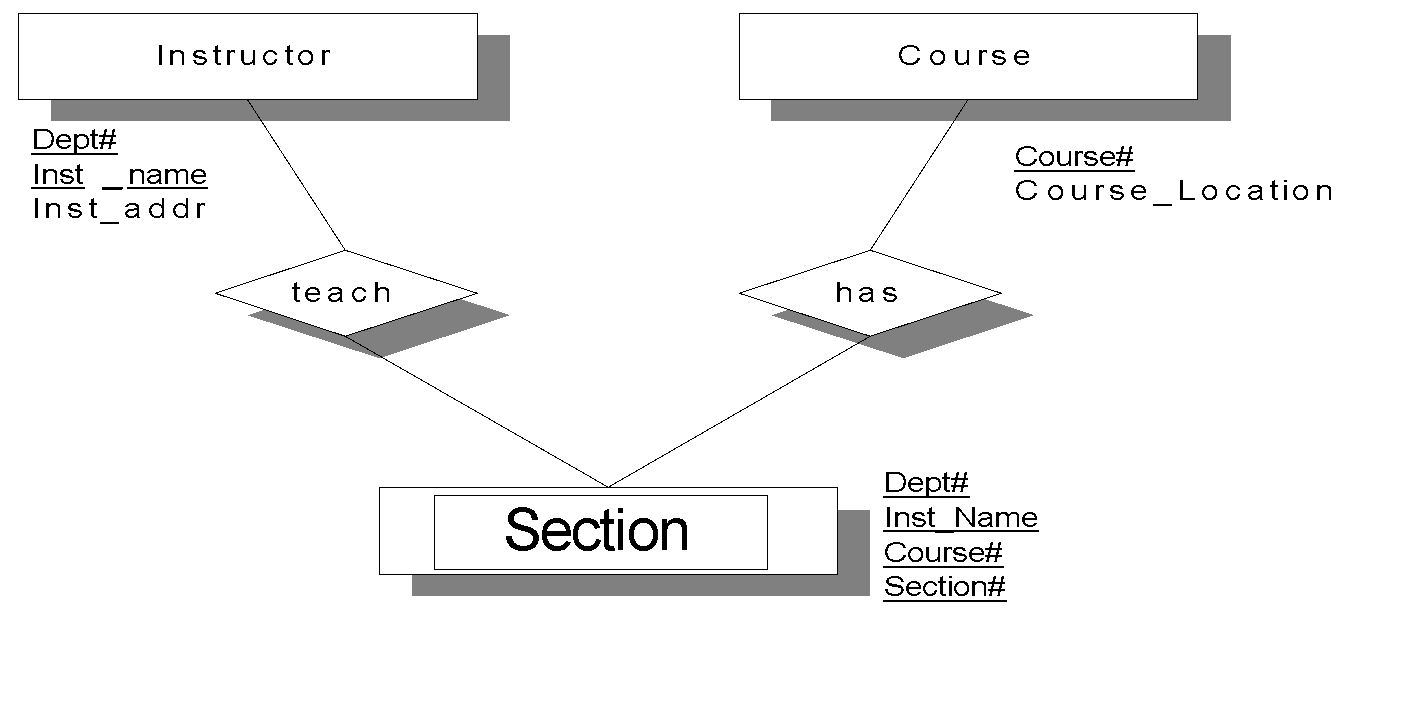 Instructor
Course
Dept#
Inst _name
Inst_addr
Course#
Course_Location
teach
has
Section
Dept#
Inst_Name
Course#
Section#